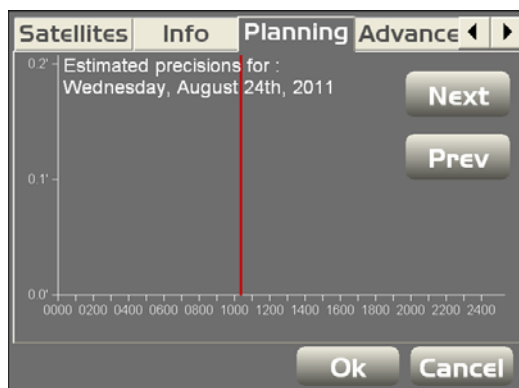 Satellites Info Planning Advance
0.2'
Estimated precisions for :
Wednesday, August 24th, 2011
Next
Prev
0.1'
0.0'
0000 0200 0400 0600 0800 1000 1200 1400 1600 1800 2000 2200 2400
Ok Cancel